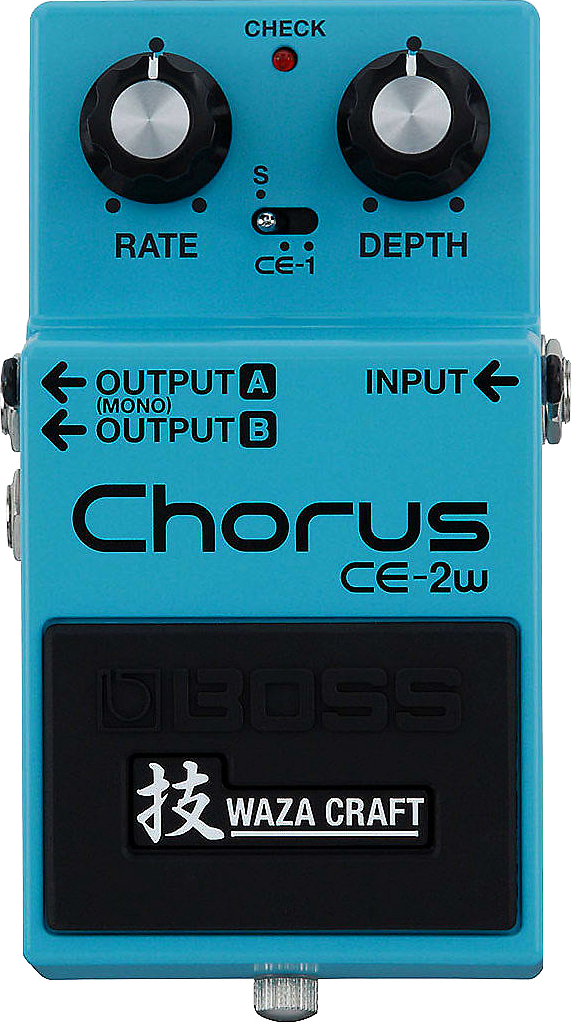 CHECK
S
RATE
DEPTH
CE-1
OUTPUT A
INPUT
(MONO)
OUTPUT B
Chorus
CE-2w
BOSS
技 WAZA CRAFT